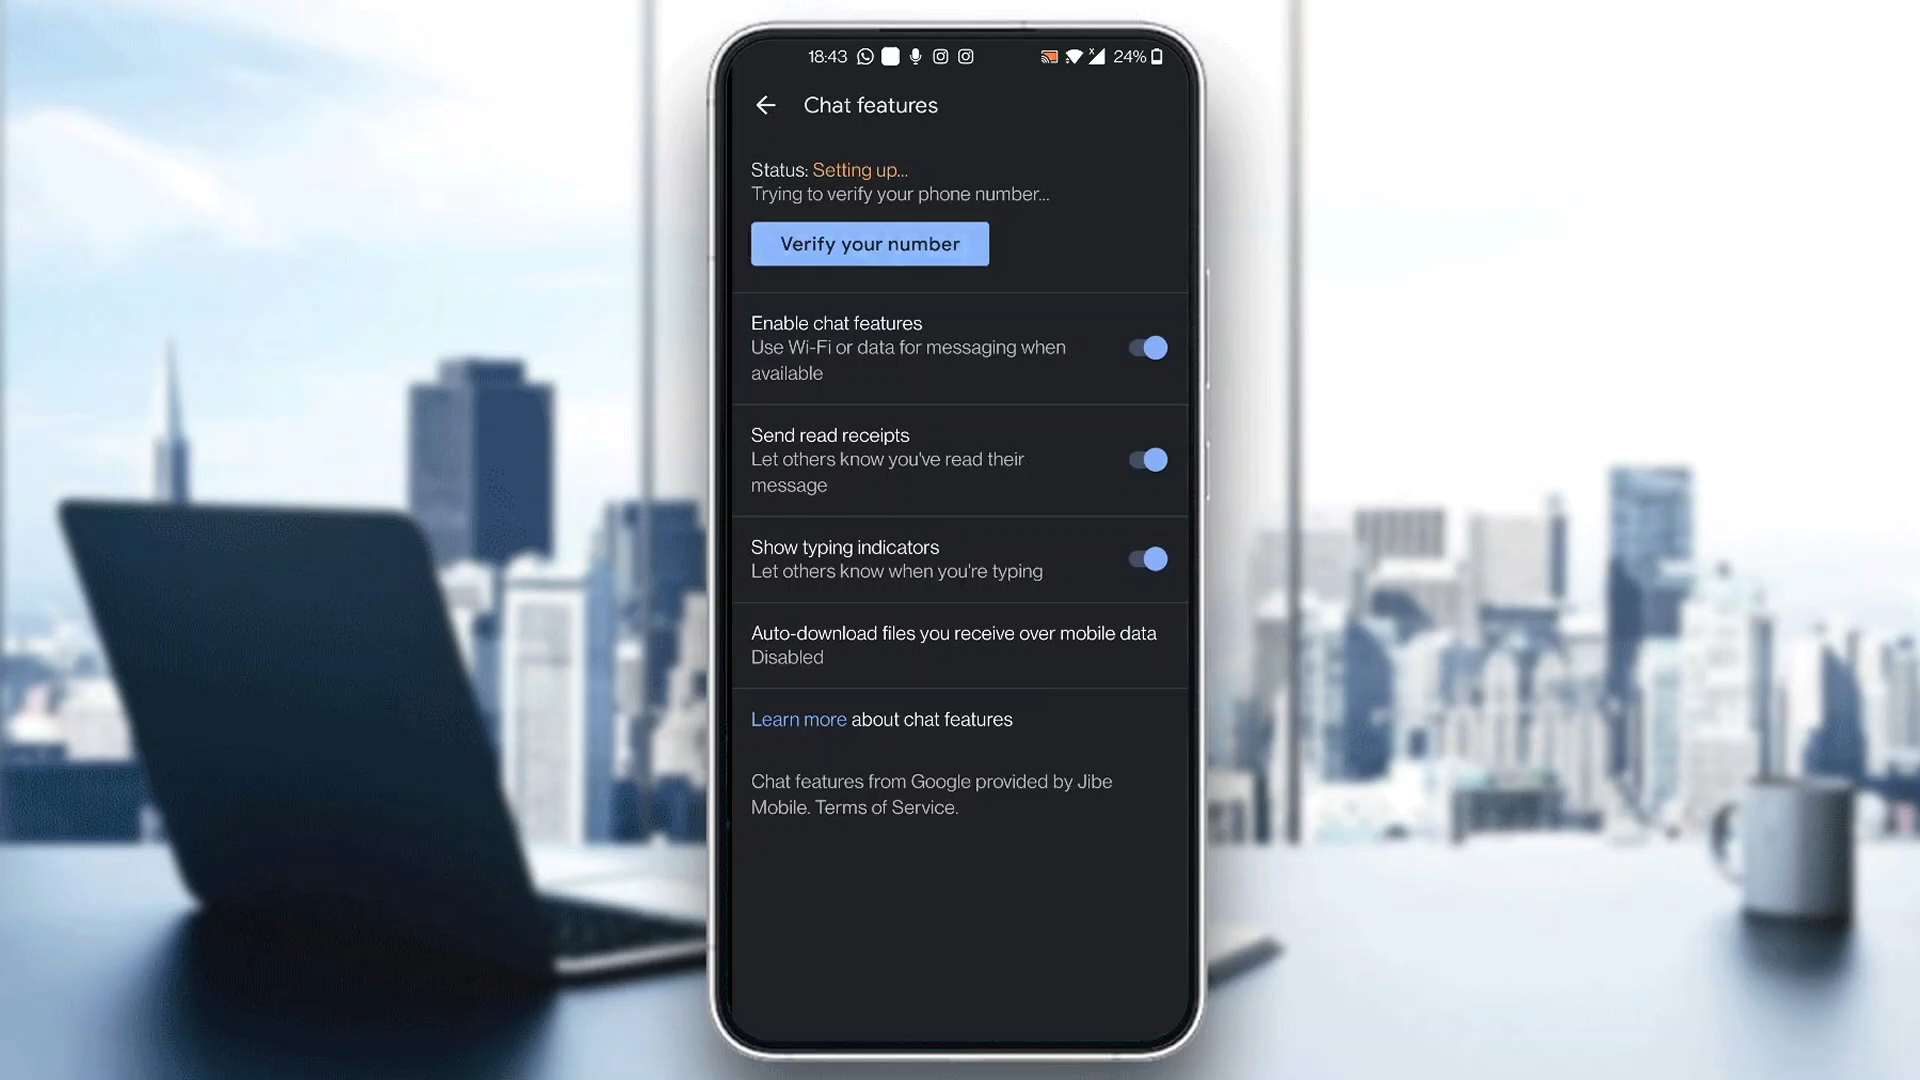 18:43 24%
Chat features
Status: Setting up...
Trying to verify your phone number...
Verify your number
Enable chat features
Use Wi-Fi or data for messaging when
available
Send read receipts
Let others know you've read their
message
Show typing indicators
Let others know when you're typing
Auto-download files you receive over mobile data
Disabled
Learn more about chat features
Chat features from Google provided by Jibe
Mobile. Terms of Service.